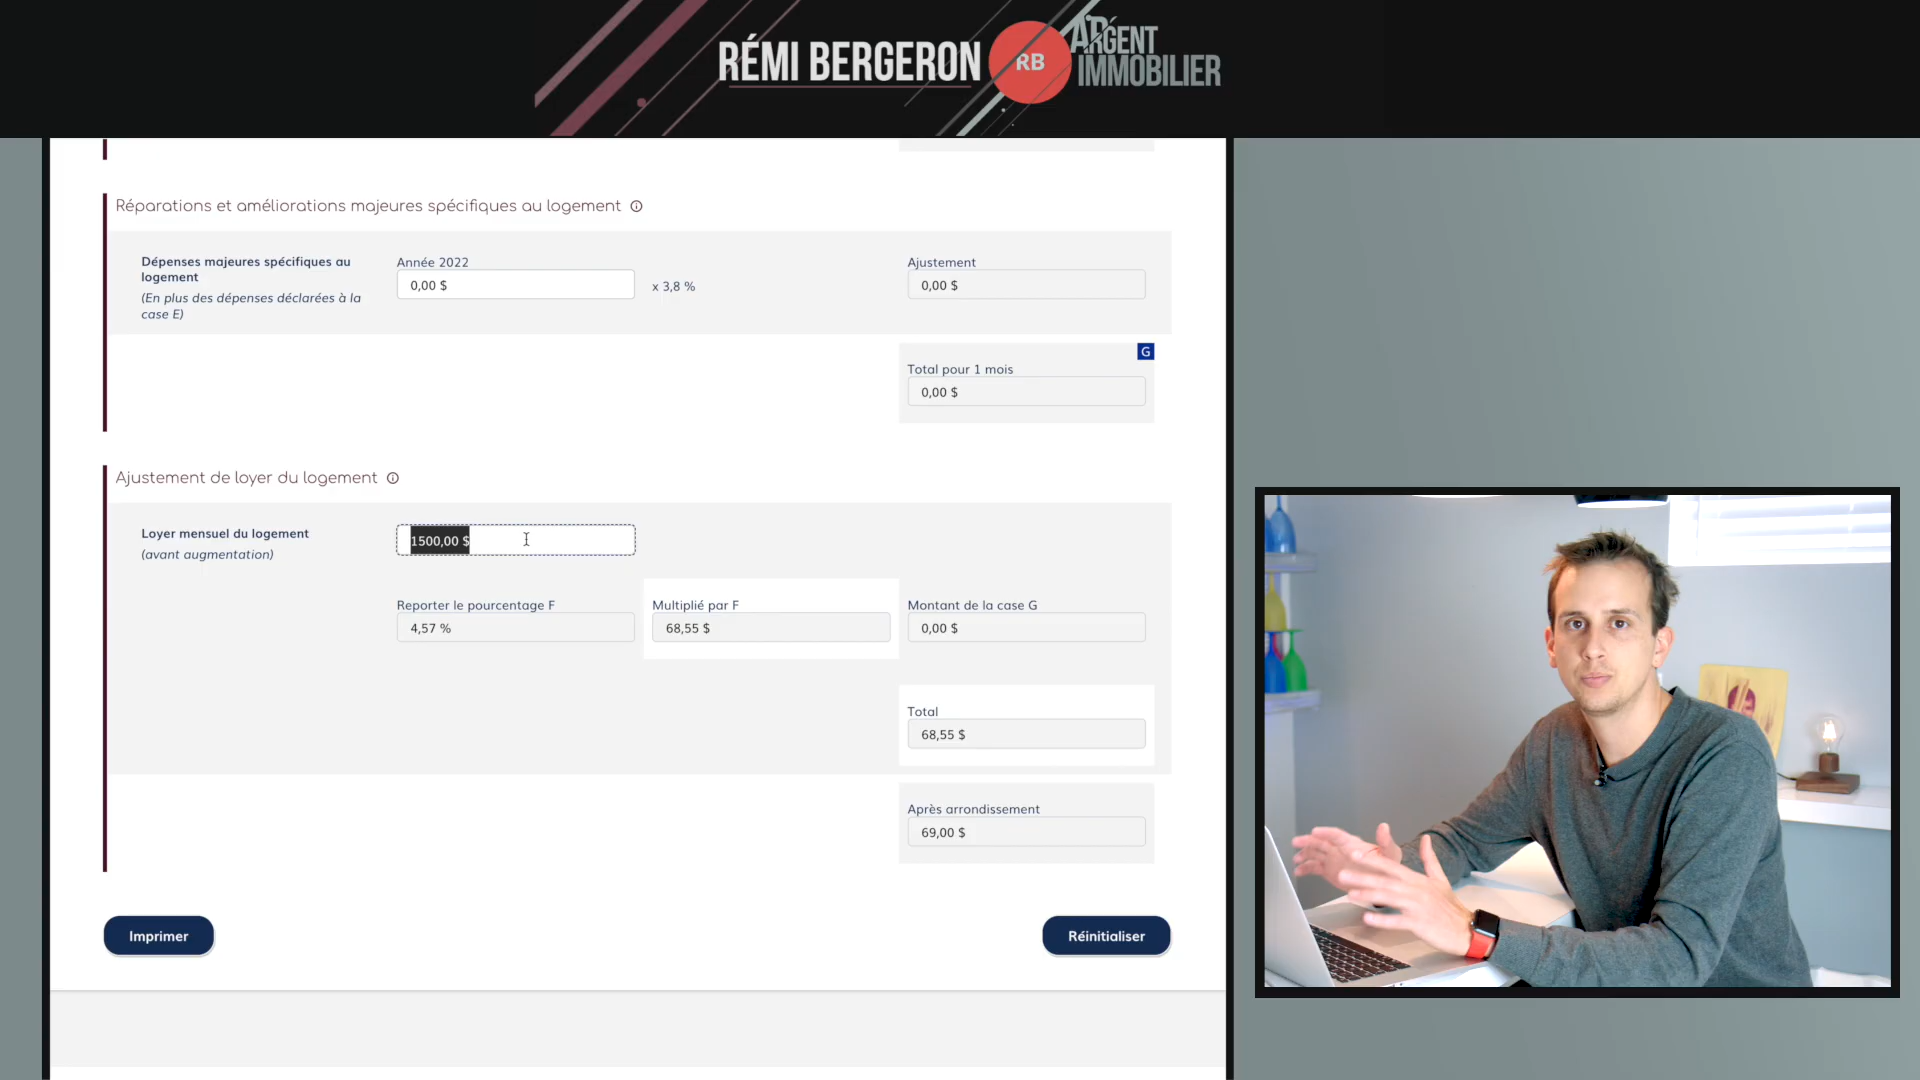 RÉMI BERGERON
RB
ARGENT
IMMOBILIER
Réparations et améliorations majeures spécifiques au logement
Dépenses majeures spécifiques au
logement
(En plus des dépenses déclarées à la
case E)
Année 2022
0,00 $
x 3,8 %
Ajustement
0,00 $
G
Total pour 1 mois
0,00 $
Ajustement de loyer du logement
Loyer mensuel du logement
(avant augmentation)
1500,00 $
Reporter le pourcentage F
4,57 %
Multiplié par F
68,55 $
Montant de la case G
0,00 $
Total
68,55 $
Après arrondissement
69,00 $
Imprimer
Réinitialiser